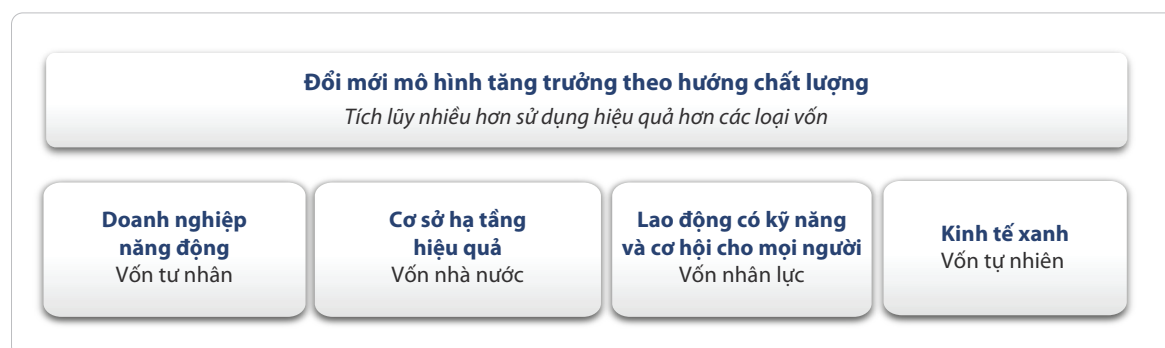 Đổi mới mô hình tăng trưởng theo hướng chất lượng
Tích lũy nhiều hơn sử dụng hiệu quả hơn các loại vốn
Doanh nghiệp
năng động
Vốn tư nhân
Cơ sở hạ tầng
hiệu quả
Vốn nhà nước
Lao động có kỹ năng
và cơ hội cho mọi người
Vốn nhân lực
Kinh tế xanh
Vốn tự nhiên